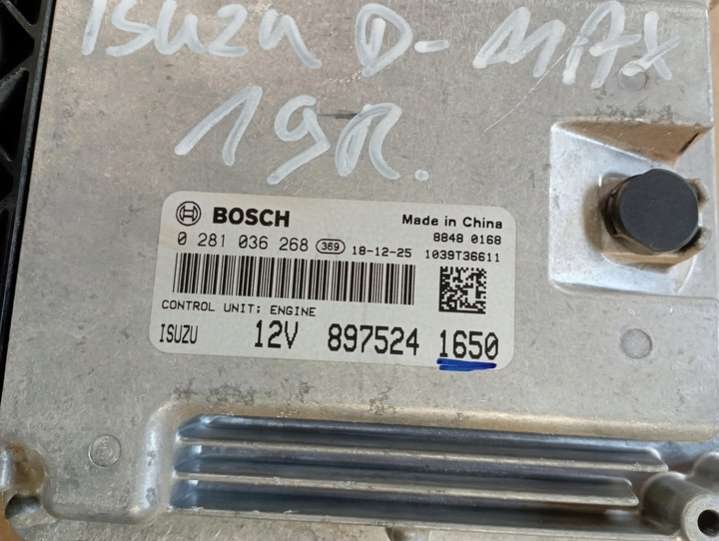 ISUZU D-MAX
19R.
BOSCH Made in China
8848 0168
0 281 036 268 369 18-12-25 1039T36611
CONTROL UNIT: ENGINE
ISUZU 12V 897524 1650